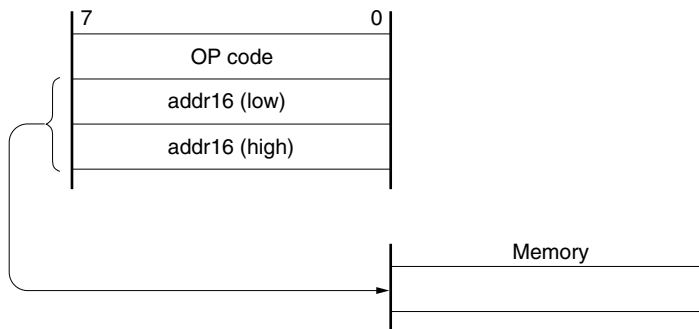 7 0
OP code
addr16 (low)
addr16 (high)
Memory